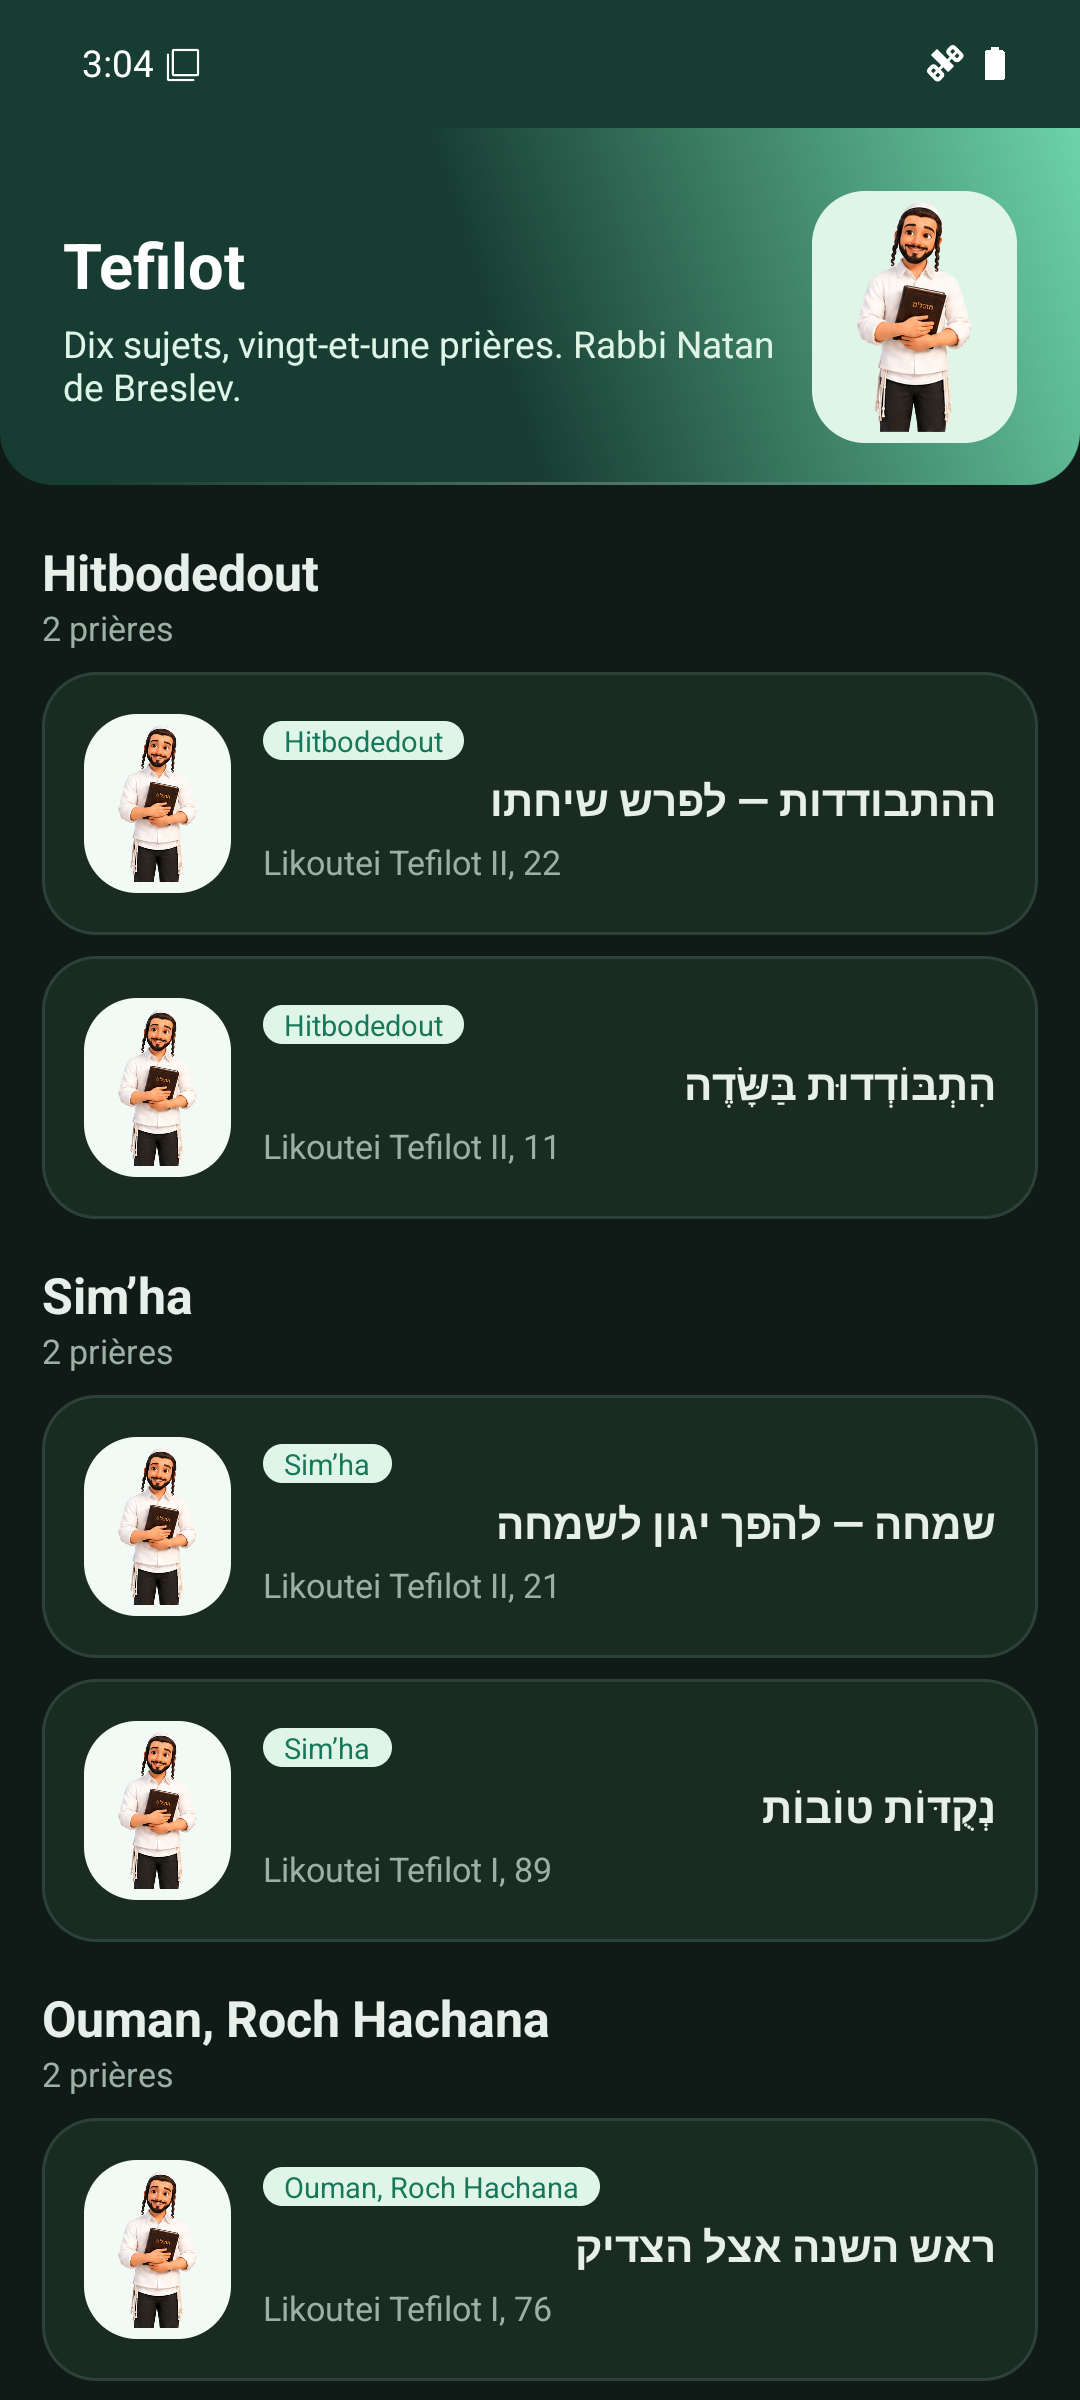 3:04
Tefilot
Dix sujets, vingt-et-une prières. Rabbi Natan
de Breslev.
Hitbodedout
2 prières
Hitbodedout
ההתבודדות – לפרש שיחתו
Likoutei Tefilot II, 22
Hitbodedout
הִתְבּוֹדְדוּת בַּשָּׂדֶה
Likoutei Tefilot II, 11
Sim’ha
2 prières
Sim’ha
שמחה – להפך יגון לשמחה
Likoutei Tefilot II, 21
Sim’ha
נְקֻדּוֹת טוֹבוֹת
Likoutei Tefilot I, 89
Ouman, Roch Hachana
2 prières
Ouman, Roch Hachana
ראש השנה אצל הצדיק
Likoutei Tefilot I, 76